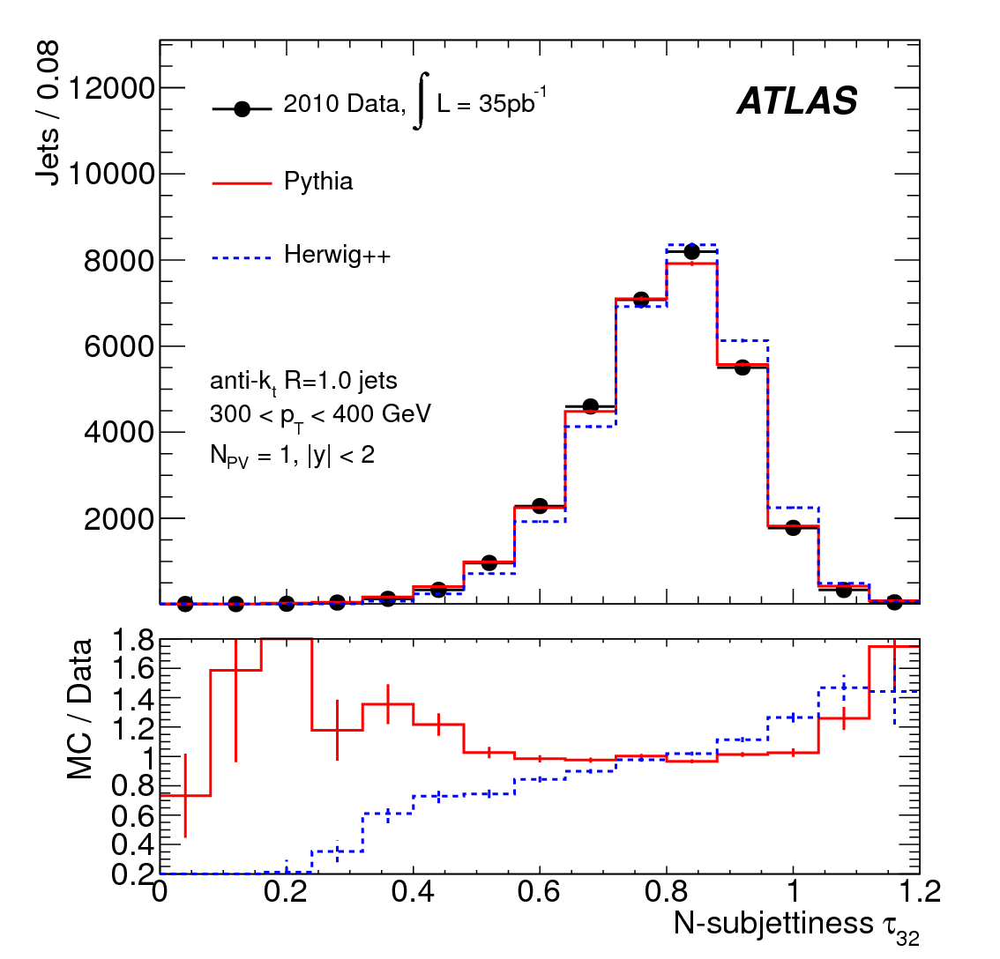 Jets / 0.08
12000
10000
8000
6000
4000
2000
2010 Data, ∫ L = 35pb-1
ATLAS
Pythia
Herwig++
anti-kt R=1.0 jets
300 < pT < 400 GeV
NPV = 1, |y| < 2
MC / Data
1.8
1.6
1.4
1.2
1
0.8
0.6
0.4
0.2
0 0.2 0.4 0.6 0.8 1 1.2
N-subjettiness τ32